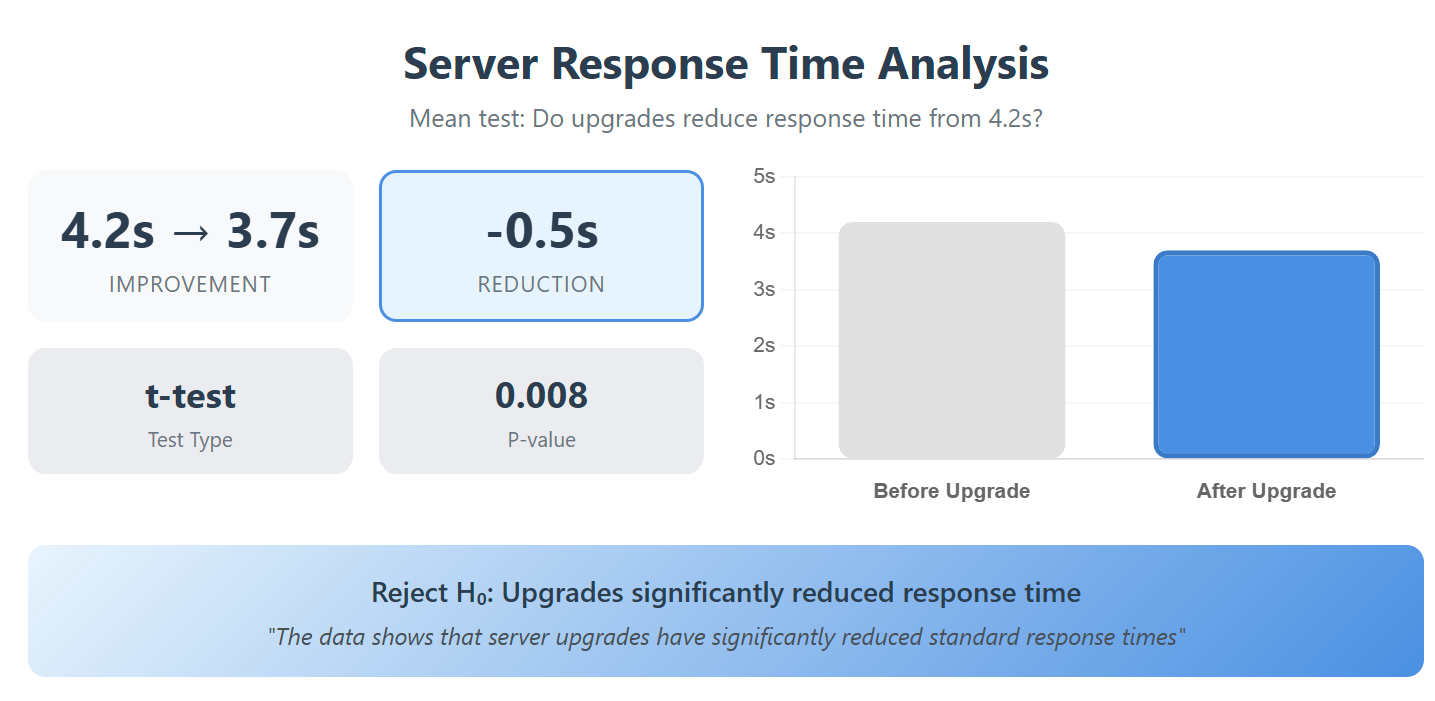 Server Response Time Analysis
Mean test: Do upgrades reduce response time from 4.2s?
4.2s → 3.7s
IMPROVEMENT
-0.5s
REDUCTION
t-test
Test Type
0.008
P-value
5s
4s
3s
2s
1s
0s
Before Upgrade
After Upgrade
Reject H₀: Upgrades significantly reduced response time
"The data shows that server upgrades have significantly reduced standard response times"